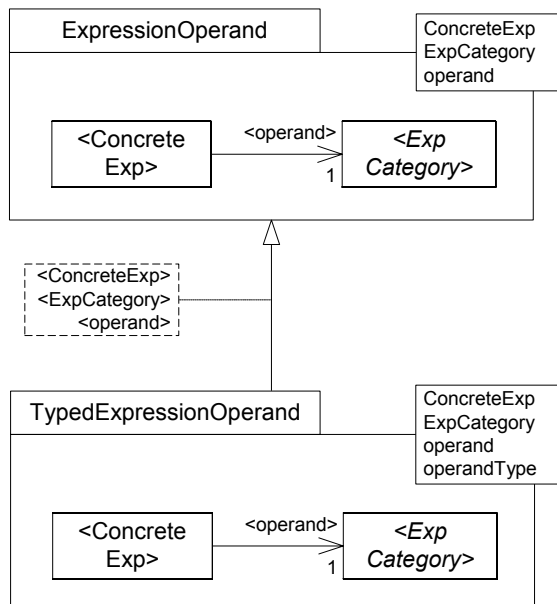 ExpressionOperand
ConcreteExp
ExpCategory
operand
<Concrete
Exp>
<operand>
1
<Exp
Category>
<ConcreteExp>
<ExpCategory>
<operand>
TypedExpressionOperand
ConcreteExp
ExpCategory
operand
operandType
<Concrete
Exp>
<operand>
1
<Exp
Category>